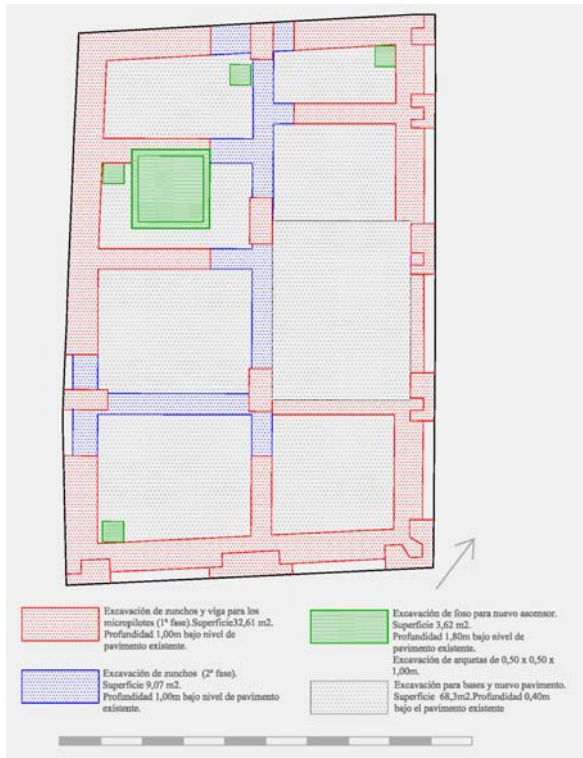 Excavación de zunchos y viga para los
micropilotes (1ª fase).Superficie32,61 m2.
Profundidad 1,00m bajo nivel de
pavimento existente.
Excavación de zunchos (2ª fase).
Superficie 9,07 m2.
Profundidad 1,00m bajo nivel de pavimento
existente.
Excavación de foso para nuevo ascensor.
Superficie 3,62 m2.
Profundidad 1,80m bajo nivel de
pavimento existente.
Excavación de arquetas de 0,50 x 0,50 x
1,00m.
Excavación para bases y nuevo pavimento.
Superficie 68,3m2.Profundidad 0,40m
bajo el pavimento existente